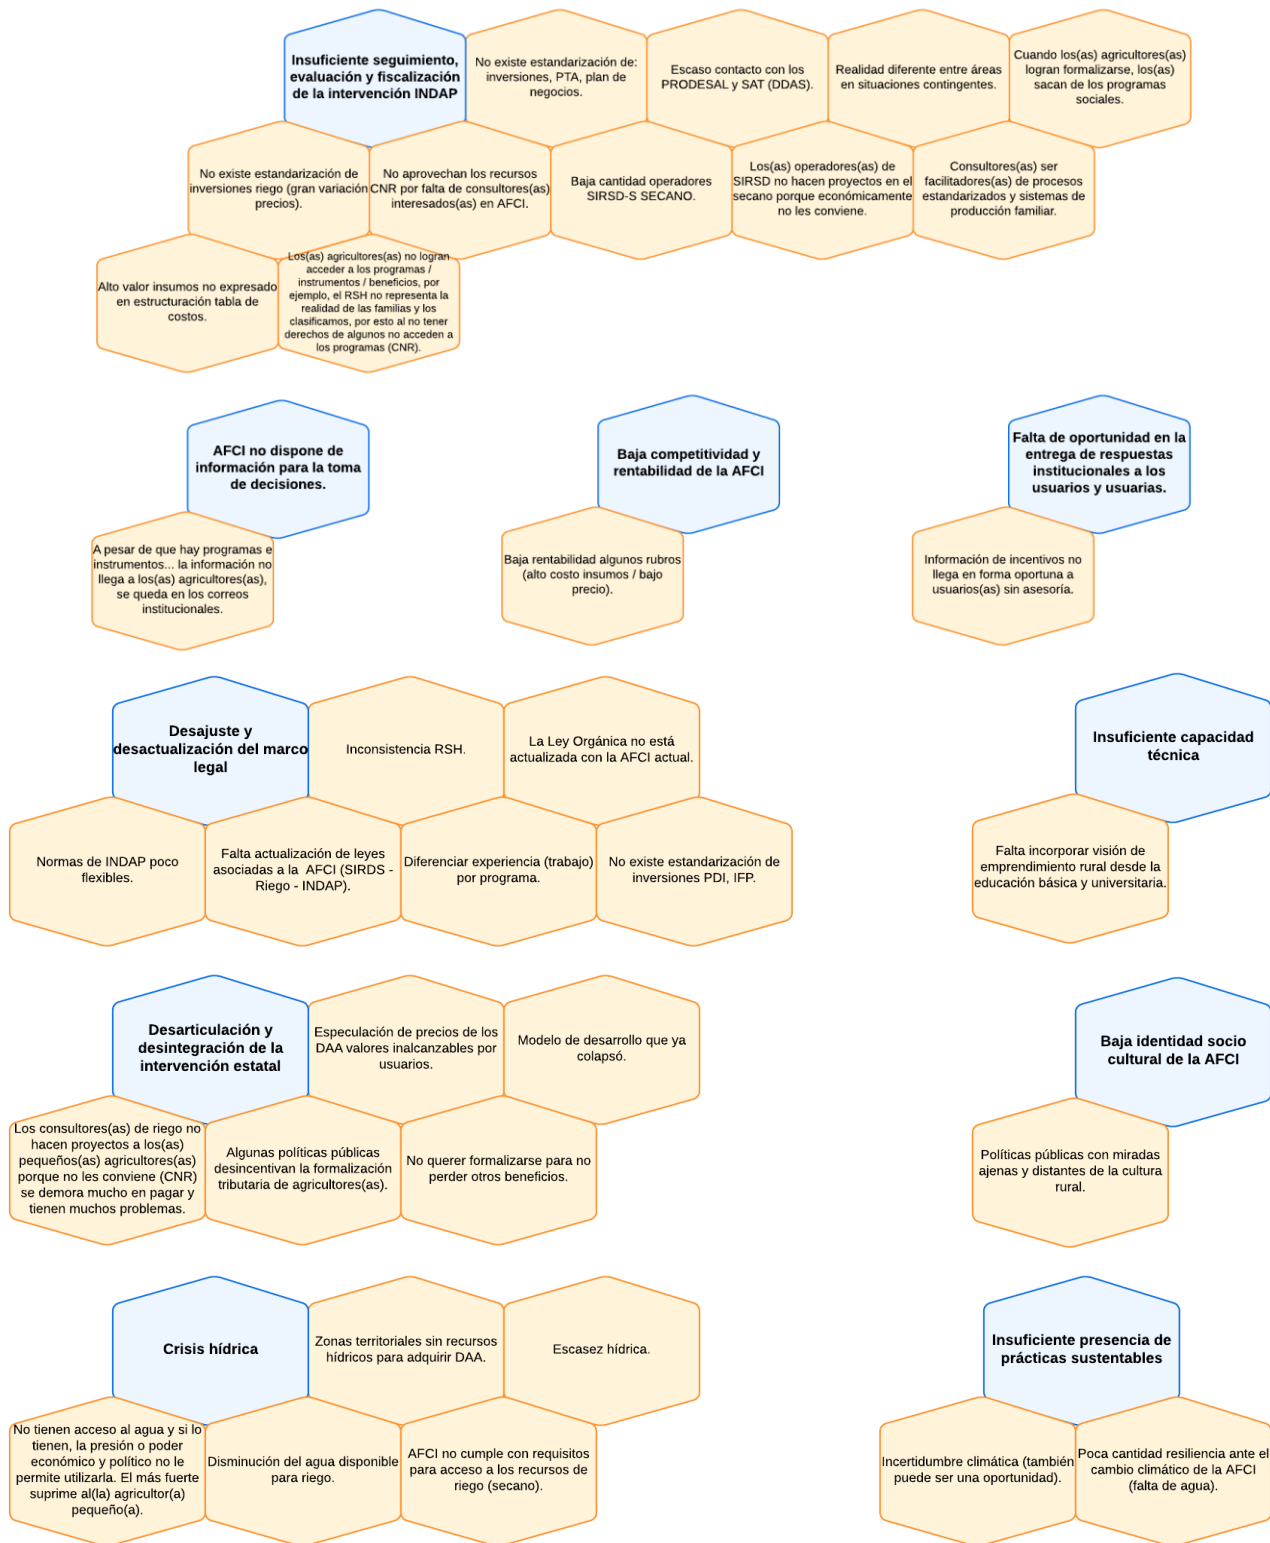 Insuficiente seguimiento,
evaluación y fiscalización
de la intervención INDAP
No existe estandarización de:
inversiones, PTA, plan de
negocios.
Escaso contacto con los
PRODESAL y SAT (DDAS).
Realidad diferente entre áreas
en situaciones contingentes.
Cuando los(as) agricultores(as)
logran formalizarse, los(as)
sacan de los programas
sociales.
No existe estandarización de
inversiones riego (gran variación
precios).
No aprovechan los recursos
CNR por falta de consultores(as)
interesados(as) en AFCI.
Baja cantidad operadores
SIRSD-S SECANO.
Los(as) operadores(as) de
SIRSD no hacen proyectos en el
secano porque económicamente
no les conviene.
Consultores(as) ser
facilitadores(as) de procesos
estandarizados y sistemas de
producción familiar.
Alto valor insumos no expresado
en estructuración tabla de
costos.
Los(as) agricultores(as) no logran
acceder a los programas /
instrumentos / beneficios, por
ejemplo, el RSH no representa la
realidad de las familias y los
clasificamos, por esto al no tener
derechos de algunos no acceden a
los programas (CNR).
AFCI no dispone de
información para la toma
de decisiones.
A pesar de que hay programas e
instrumentos... la información no
llega a los(as) agricultores(as),
se queda en los correos
institucionales.
Baja competitividad y
rentabilidad de la AFCI
Baja rentabilidad algunos rubros
(alto costo insumos / bajo
precio).
Falta de oportunidad en la
entrega de respuestas
institucionales a los
usuarios y usuarias.
Información de incentivos no
llega en forma oportuna a
usuarios(as) sin asesoría.
Desajuste y
desactualización del marco
legal
Inconsistencia RSH.
La Ley Orgánica no está
actualizada con la AFCI actual.
Normas de INDAP poco
flexibles.
Falta actualización de leyes
asociadas a la  AFCI (SIRDS -
Riego - INDAP).
Diferenciar experiencia (trabajo)
por programa.
No existe estandarización de
inversiones PDI, IFP.
Insuficiente capacidad
técnica
Falta incorporar visión de
emprendimiento rural desde la
educación básica y universitaria.
Desarticulación y
desintegración de la
intervención estatal
Especulación de precios de los
DAA valores inalcanzables por
usuarios.
Modelo de desarrollo que ya
colapsó.
Los consultores(as) de riego no
hacen proyectos a los(as)
pequeños(as) agricultores(as)
porque no les conviene (CNR)
se demora mucho en pagar y
tienen muchos problemas.
Algunas políticas públicas
desincentivan la formalización
tributaria de agricultores(as).
No querer formalizarse para no
perder otros beneficios.
Baja identidad socio
cultural de la AFCI
Políticas públicas con miradas
ajenas y distantes de la cultura
rural.
Crisis hídrica
Zonas territoriales sin recursos
hídricos para adquirir DAA.
Escasez hídrica.
No tienen acceso al agua y si lo
tienen, la presión o poder
económico y político no le
permite utilizarla. El más fuerte
suprime al(la) agricultor(a)
pequeño(a).
Disminución del agua disponible
para riego.
AFCI no cumple con requisitos
para acceso a los recursos de
riego (secano).
Insuficiente presencia de
prácticas sustentables
Incertidumbre climática (también
puede ser una oportunidad).
Poca cantidad resiliencia ante el
cambio climático de la AFCI
(falta de agua).